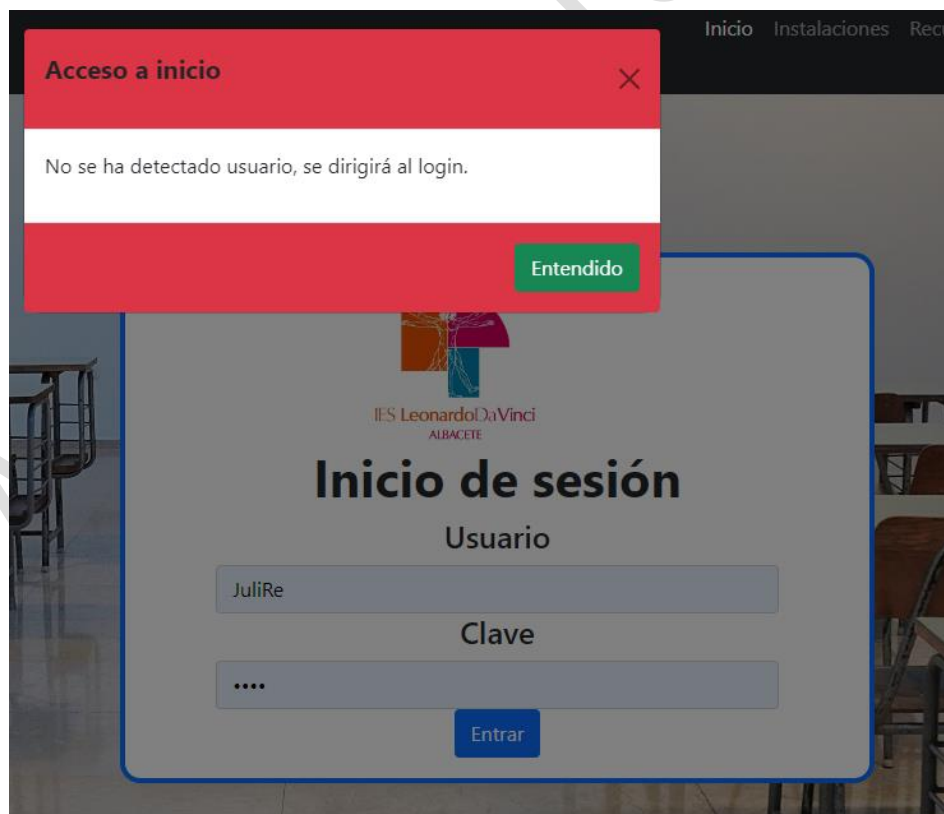 Inicio Instalaciones
Acceso a inicio
No se ha detectado usuario, se dirigirá al login.
Entendido
IES LeonardoDaVinci
ALBACETE
Inicio de sesión
Usuario
JuliRe
Clave
••••
Entrar